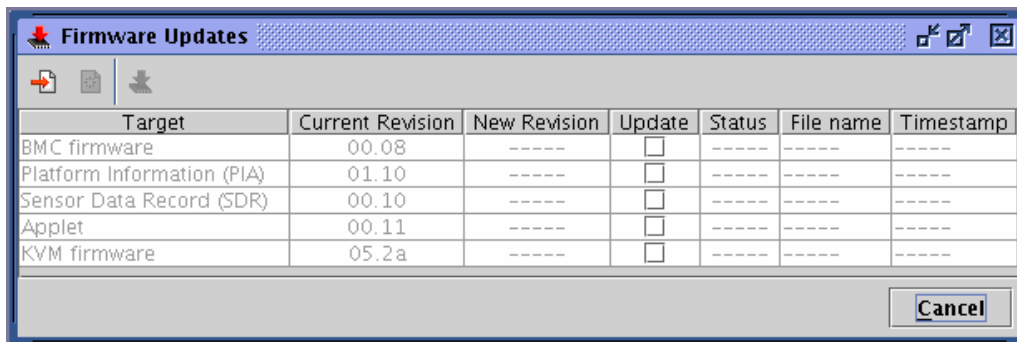 Firmware Updates
Target Current Revision New Revision Update Status File name Timestamp
BMC firmware 00.08 ----- ----- ----- -----
Platform Information (PIA) 01.10 ----- ----- ----- -----
Sensor Data Record (SDR) 00.10 ----- ----- ----- -----
Applet 00.11 ----- ----- ----- -----
KVM firmware 05.2a ----- ----- ----- -----
Cancel